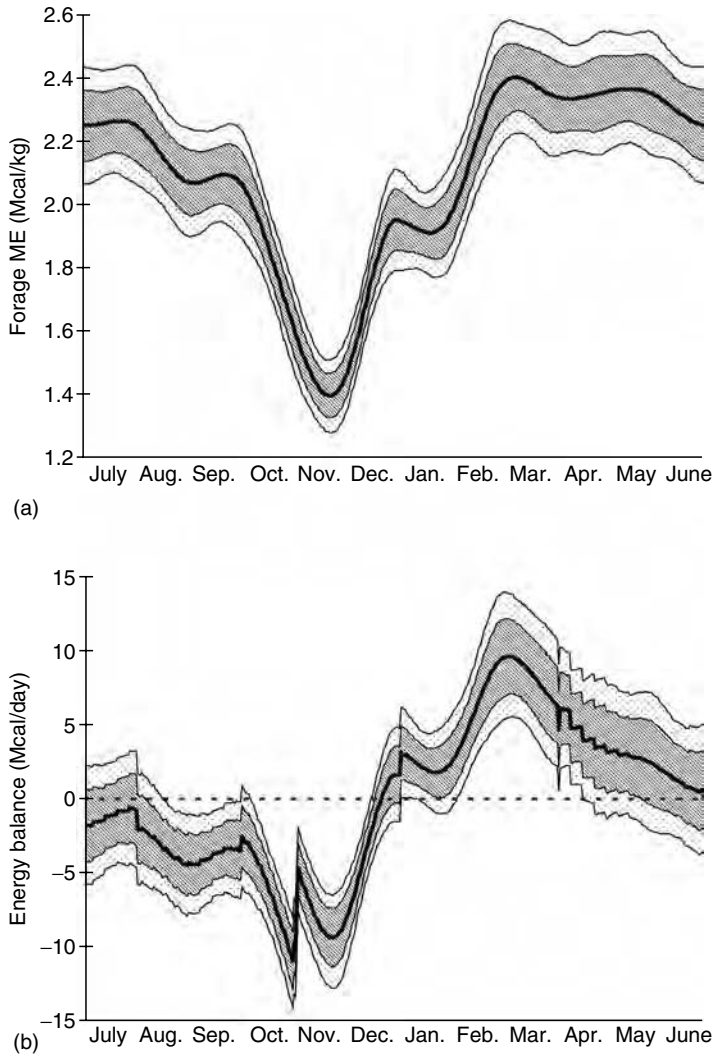 2.6
2.4
2.2
2.0
1.8
1.6
1.4
1.2
Forage ME (Mcal/kg)
July Aug. Sep. Oct. Nov. Dec. Jan. Feb. Mar. Apr. May June
(a)
15
10
5
0
−5
−10
−15
Energy balance (Mcal/day)
July Aug. Sep. Oct. Nov. Dec. Jan. Feb. Mar. Apr. May June
(b)